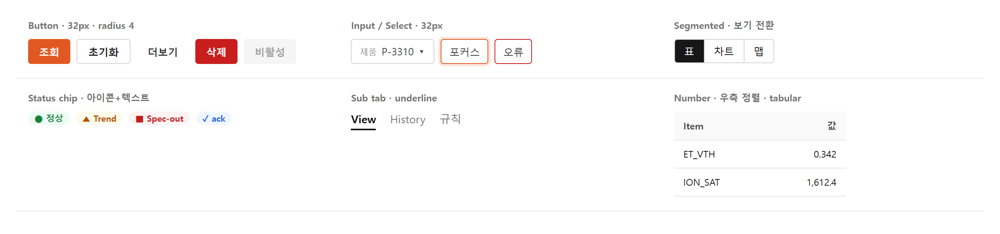 Button · 32px · radius 4
조회 초기화 더보기 삭제 비활성
Input / Select · 32px
제품 P-3310 ▼ 포커스 오류
Segmented · 보기 전환
표 차트 맵
Status chip · 아이콘+텍스트
● 정상 ▲ Trend ■ Spec-out ✓ ack
Sub tab · underline
View History 규칙
Number · 우측 정렬 · tabular
Item 값
ET_VTH 0.342
ION_SAT 1,612.4